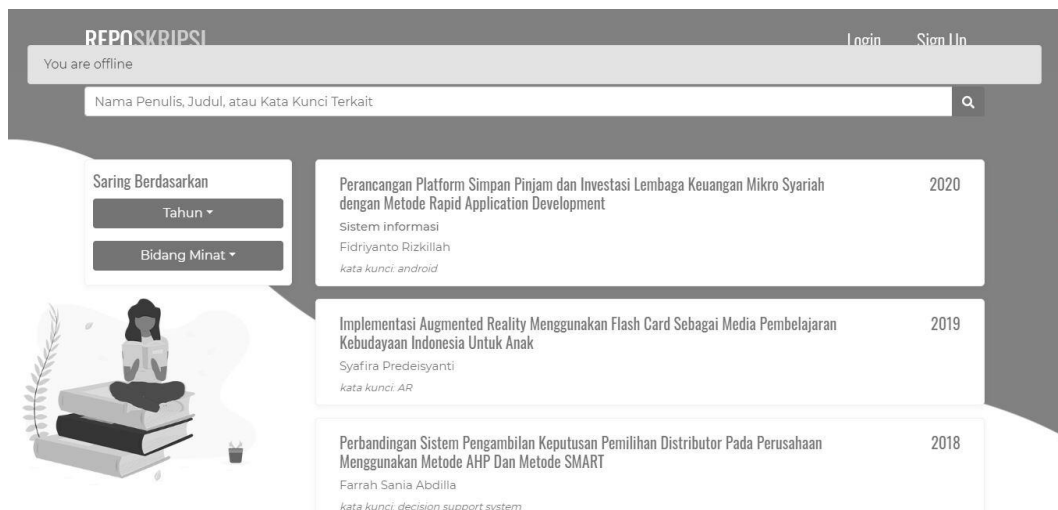 REPOSKRIPSI
Login Sign Up
You are offline
Nama Penulis, Judul, atau Kata Kunci Terkait
Saring Berdasarkan
Tahun
Bidang Minat
Perancangan Platform Simpan Pinjam dan Investasi Lembaga Keuangan Mikro Syariah
dengan Metode Rapid Application Development
2020
Sistem informasi
Fidriyanto Rizkillah
kata kunci: android
Implementasi Augmented Reality Menggunakan Flash Card Sebagai Media Pembelajaran
Kebudayaan Indonesia Untuk Anak
2019
Syafira Predeisyanti
kata kunci: AR
Perbandingan Sistem Pengambilan Keputusan Pemilihan Distributor Pada Perusahaan
Menggunakan Metode AHP Dan Metode SMART
2018
Farrah Sania Abdilla
kata kunci: decision support system